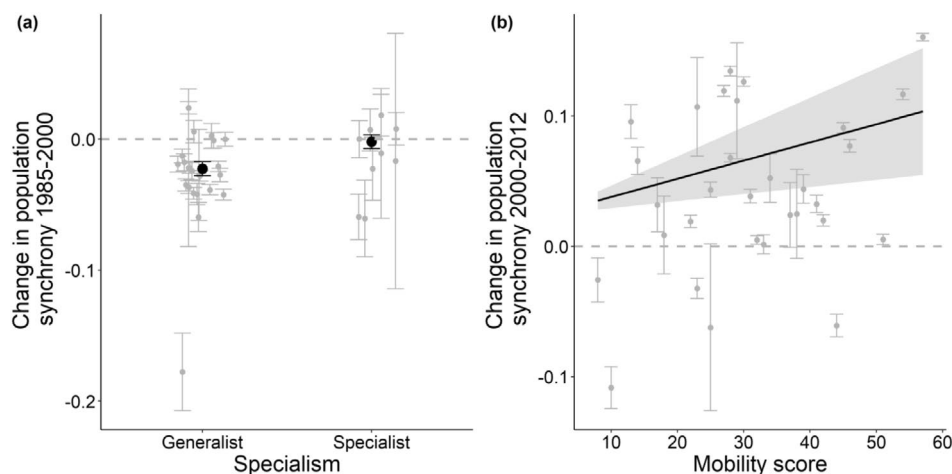 (a)
Change in population
synchrony 1985-2000
0.0
-0.1
-0.2
Generalist
Specialist
Specialism
(b)
Change in population
synchrony 2000-2012
0.1
0.0
-0.1
10
20
30
40
50
60
Mobility score